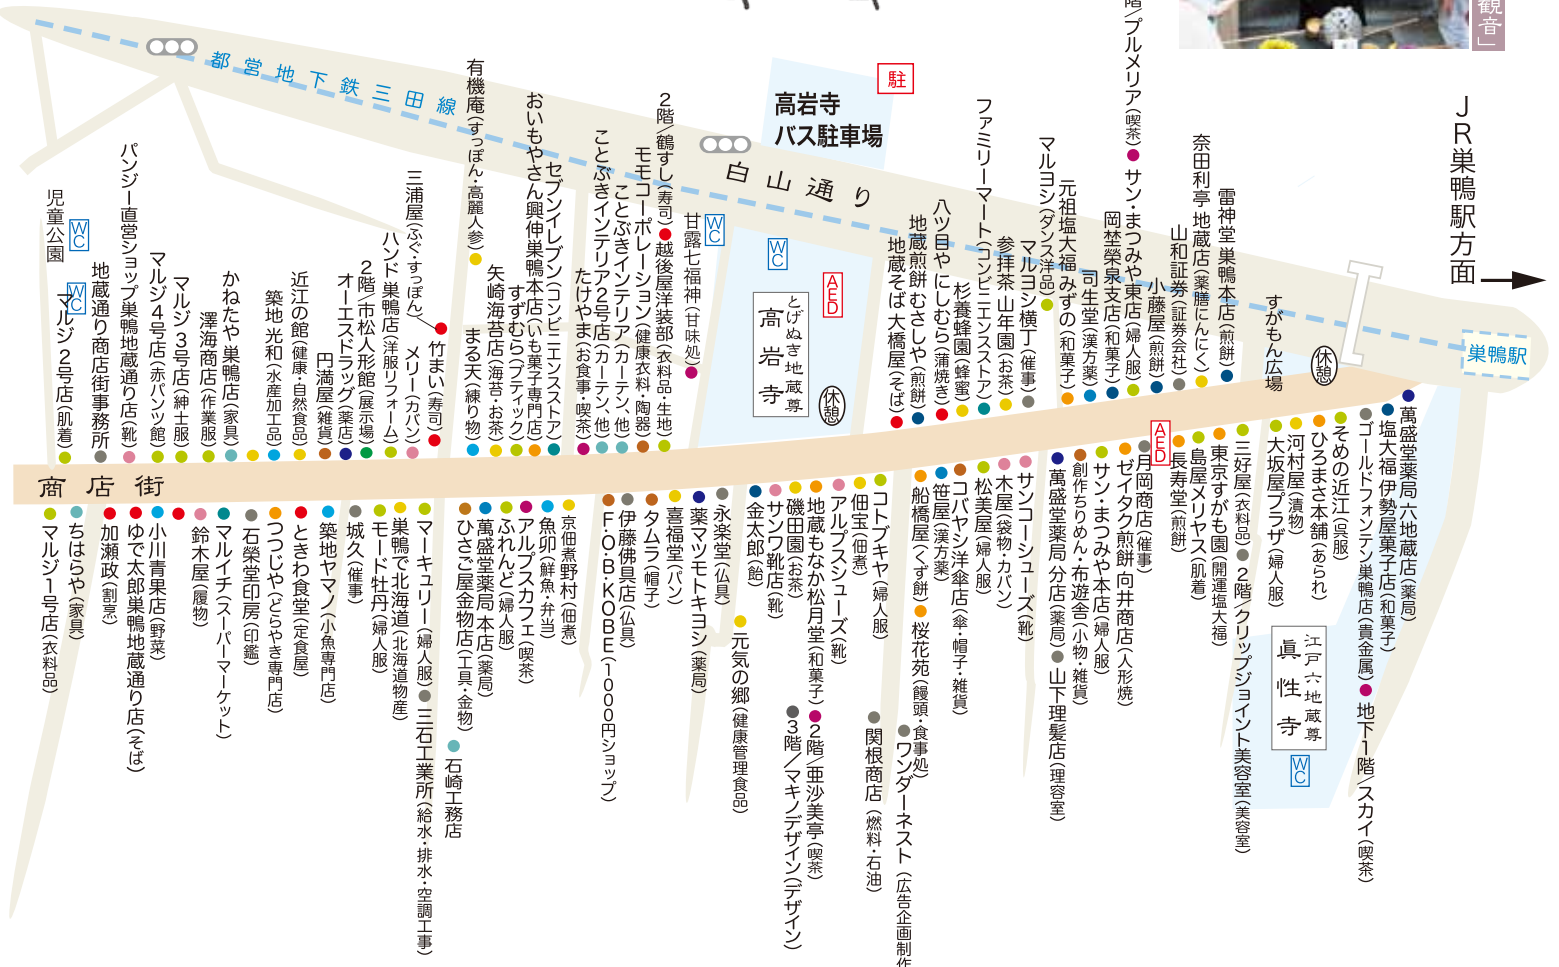 観音」
都営地下鉄三田線
白山通り
高岩寺
バス駐車場
駐
JR巣鴨駅方面
巣鴨駅
商店街
児童公園
WC
WC
WC
WC
WC
AED
AED
休憩
休憩
とげぬき地蔵尊
高岩寺
江戸六地蔵尊
眞性寺
すがもん広場
階/プルメリア(喫茶)
サン・まつみや東店(婦人服)
雷神堂 巣鴨本店(煎餅)
奈田利亭 地蔵店(薬膳にんにく)
山和証券(証券会社)
小藤屋(煎餅)
岡埜榮泉支店(和菓子)
司生堂(漢方薬)
元祖塩大福 みずの(和菓子)
マルヨシ(ダンス洋品)
マルヨシ横丁(催事)
参拝茶 山年園(お茶)
ファミリーマート(コンビニエンスストア)
杉養蜂園(蜂蜜)
八ツ目や にしむら(蒲焼き)
地蔵煎餅 むさしや(煎餅)
地蔵そば 大橋屋(そば)
甘露七福神(甘味処)
2階/鶴すし(寿司)
越後屋洋装部(衣料品・生地)
モモコーポレーション(健康衣料・陶器)
ことぶきインテリア(カーテン、他)
ことぶきインテリア2号店(カーテン、他)
たけやま(お食事・喫茶)
セブンイレブン(コンビニエンスストア)
おいもやさん興伸巣鴨本店(いも菓子専門店)
すずむら(ブティック)
矢崎海苔店(海苔・お茶)
有機庵(すっぽん・高麗人参)
まる天(練り物)
三浦屋(ふぐ・すっぽん)
竹まい(寿司)
メリー(カバン)
ハンド巣鴨店(洋服リフォーム)
2階/市松人形館(展示場)
オーエスドラッグ(薬店)
円満屋(雑貨)
近江の館(健康・自然食品)
築地 光和(水産加工品)
かねたや 巣鴨店(家具)
澤海商店(作業服)
マルジ3号店(紳士服)
マルジ4号店(赤パンツ館)
パンジー直営ショップ巣鴨地蔵通り店(靴)
地蔵通り商店街事務所
マルジ2号店(肌着)
萬盛堂薬局 六地蔵店(薬局)
塩大福 伊勢屋菓子店(和菓子)
ゴールドフォンテン巣鴨店(貴金属)
地下1階/スカイ(喫茶)
そめの近江(呉服)
ひろまさ本舗(あられ)
河村屋(漬物)
大坂屋プラザ(婦人服)
三好屋(衣料品)
2階/クリップジョイント美容室(美容室)
東京すがも園(開運塩大福)
島屋メリヤス(肌着)
長寿堂(煎餅)
月岡商店(催事)
ゼイタク煎餅 向井商店(人形焼)
サン・まつみや本店(婦人服)
創作ちりめん・布遊舎(小物・雑貨)
萬盛堂薬局 分店(薬局)
山下理髪店(理容室)
サンコーシューズ(靴)
木屋(袋物・カバン)
松美屋(婦人服)
コバヤシ洋傘店(傘・帽子・雑貨)
笹屋(漢方薬)
船橋屋(くず餅)
桜花苑(饅頭・食事処)
ワンダーネスト(広告企画制作
コトブキヤ(婦人服)
関根商店(燃料・石油)
佃宝(佃煮)
アルプスシューズ(靴)
地蔵もなか松月堂(和菓子)
2階/亜沙美亭(喫茶)
3階/マキノデザイン(デザイン)
磯田園(お茶)
サンワ靴店(靴)
金太郎(飴)
元気の郷(健康管理食品)
永楽堂(仏具)
薬マツモトキヨシ(薬局)
喜福堂(パン)
タムラ(帽子)
伊藤佛具店(仏具)
F・O・B・KOBE(1000円ショップ)
京佃煮野村(佃煮)
魚卯(鮮魚・弁当)
アルプスカフェ(喫茶)
ふれんど(婦人服)
萬盛堂薬局 本店(薬局)
ひさご屋金物店(工具・金物)
石崎工務店
マーキュリー(婦人服)
三石工業所(給水・排水・空調工事)
巣鴨で北海道(北海道物産)
モード牡丹(婦人服)
城久(催事)
築地ヤマノ(小魚専門店)
ときわ食堂(定食屋)
つつじや(どらやき専門店)
石榮堂印房(印鑑)
マルイチ(スーパーマーケット)
鈴木屋(履物)
小川青果店(野菜)
ゆで太郎巣鴨地蔵通り店(そば)
加瀬政(割烹)
ちはらや(家具)
マルジ1号店(衣料品)